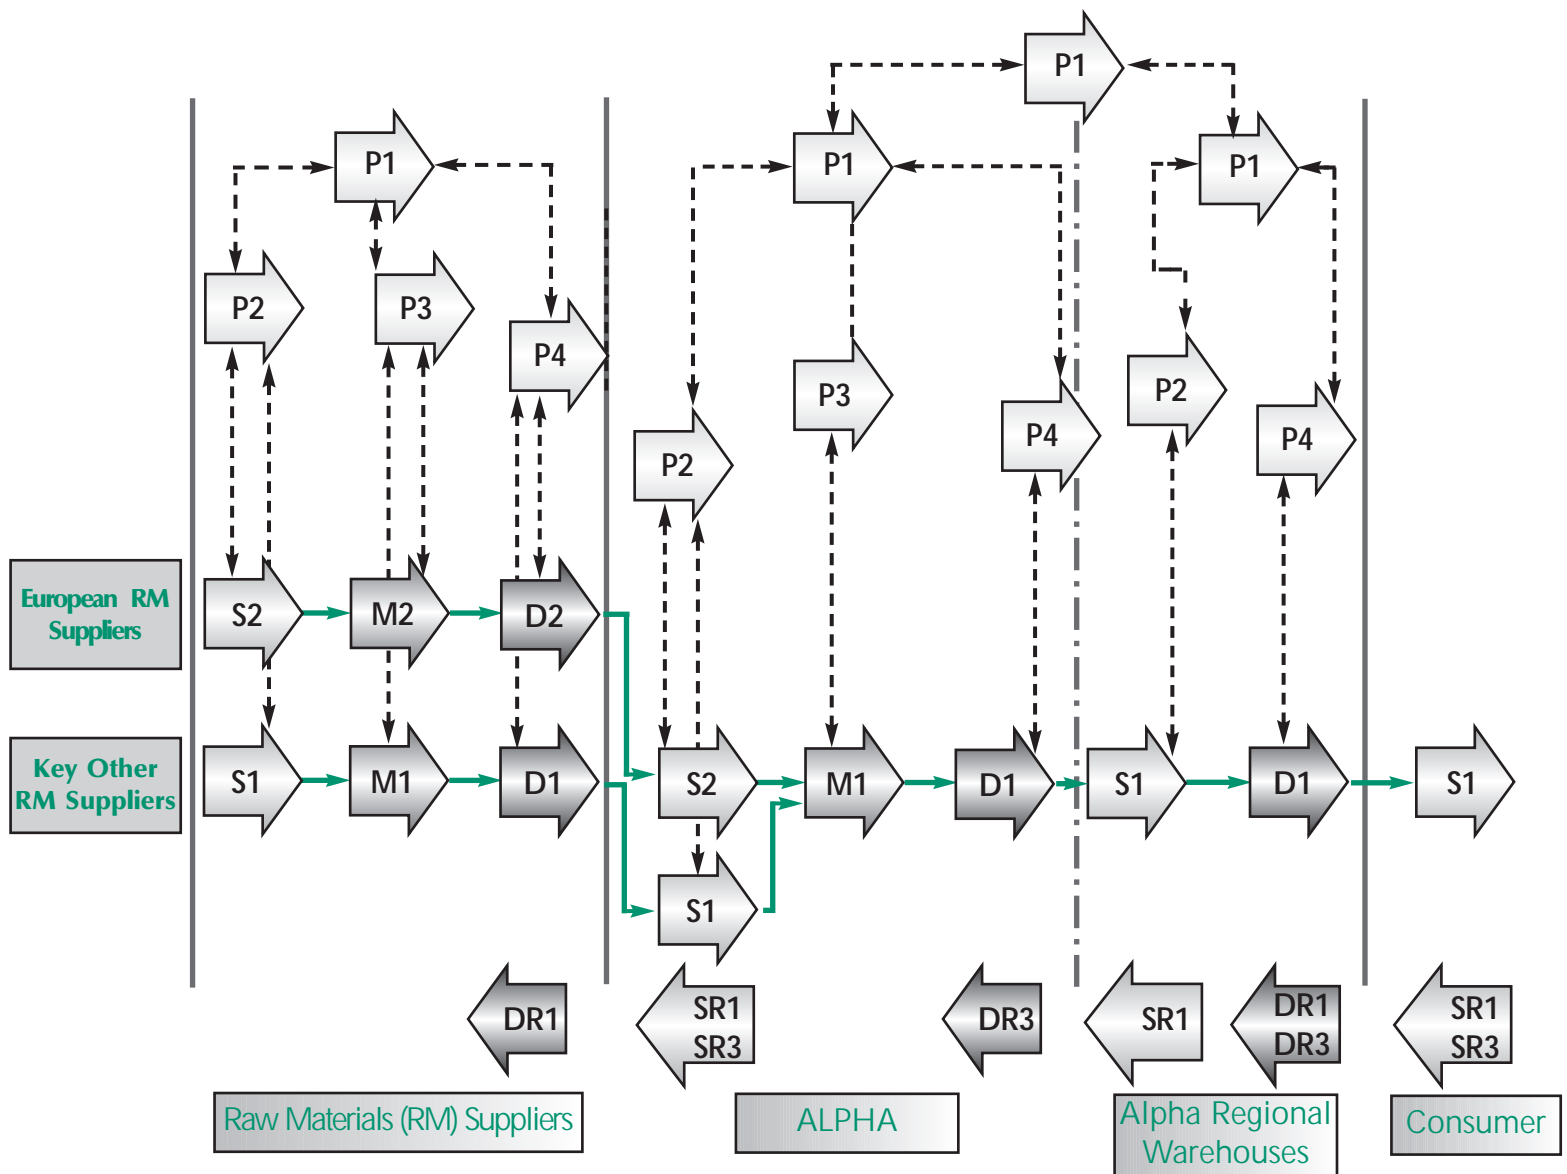 P1
P1
P1
P1
P2
P3
P4
P3
P2
P4
P4
P2
European RM
Suppliers
S2
M2
D2
Key Other
RM Suppliers
S1
M1
D1
S2
M1
D1
S1
D1
S1
S1
DR1
SR1
SR3
DR3
SR1
DR1
DR3
SR1
SR3
Raw Materials (RM) Suppliers
ALPHA
Alpha Regional
Warehouses
Consumer